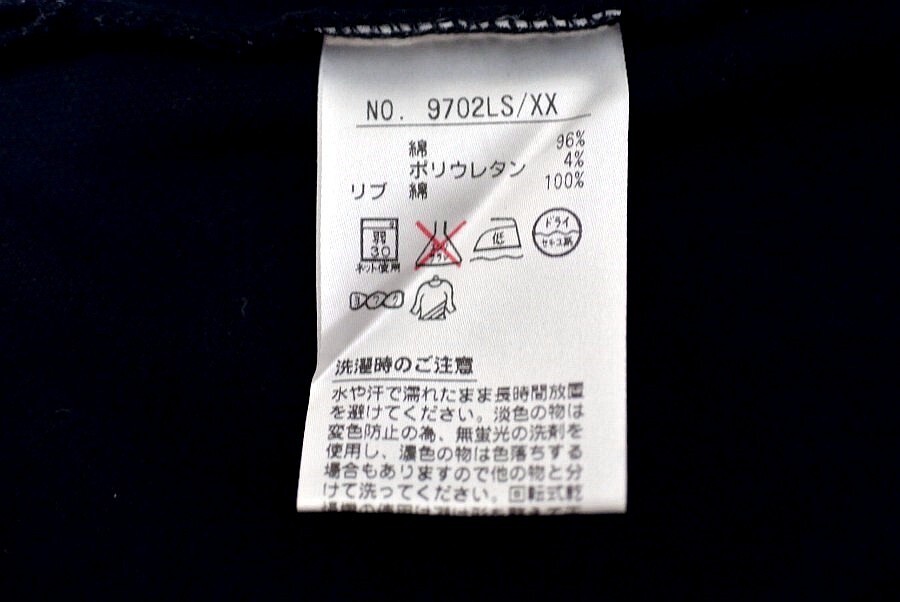 NO. 9702LS/XX
綿 96%
ポリウレタン 4%
リブ 綿 100%
弱
30
ネット使用
低
ドライ
セキユ系
洗濯時のご注意
水や汗で濡れたまま長時間放置
を避けてください。淡色の物は
変色防止の為、無蛍光の洗剤を
使用し、濃色の物は色落ちする
場合もありますので他の物と分
けて洗ってください。回転式乾